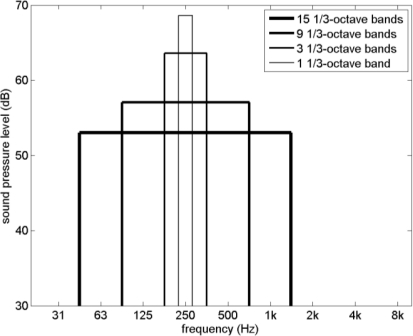 70
60
50
40
30
sound pressure level (dB)
15 1/3-octave bands
9 1/3-octave bands
3 1/3-octave bands
1 1/3-octave band
31 63 125 250 500 1k 2k 4k 8k
frequency (Hz)